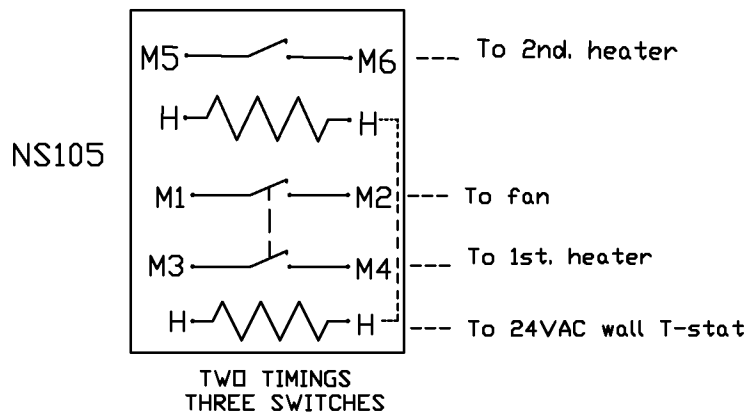 M5 M6 To 2nd. heater
H H
NS105
M1 M2 To fan
M3 M4 To 1st. heater
H H To 24VAC wall T-stat
TWO TIMINGS
THREE SWITCHES